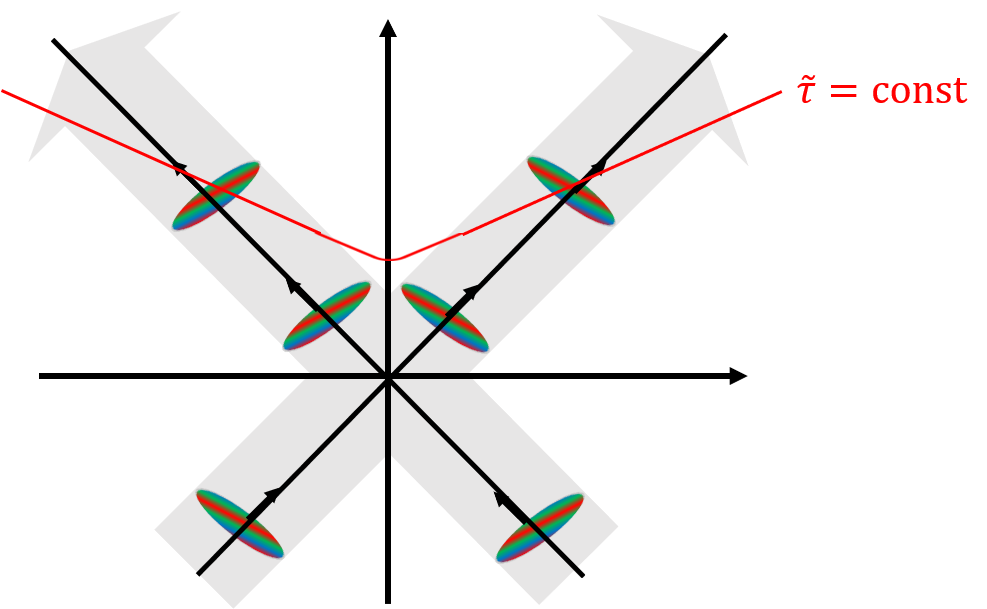 τ̃ = const